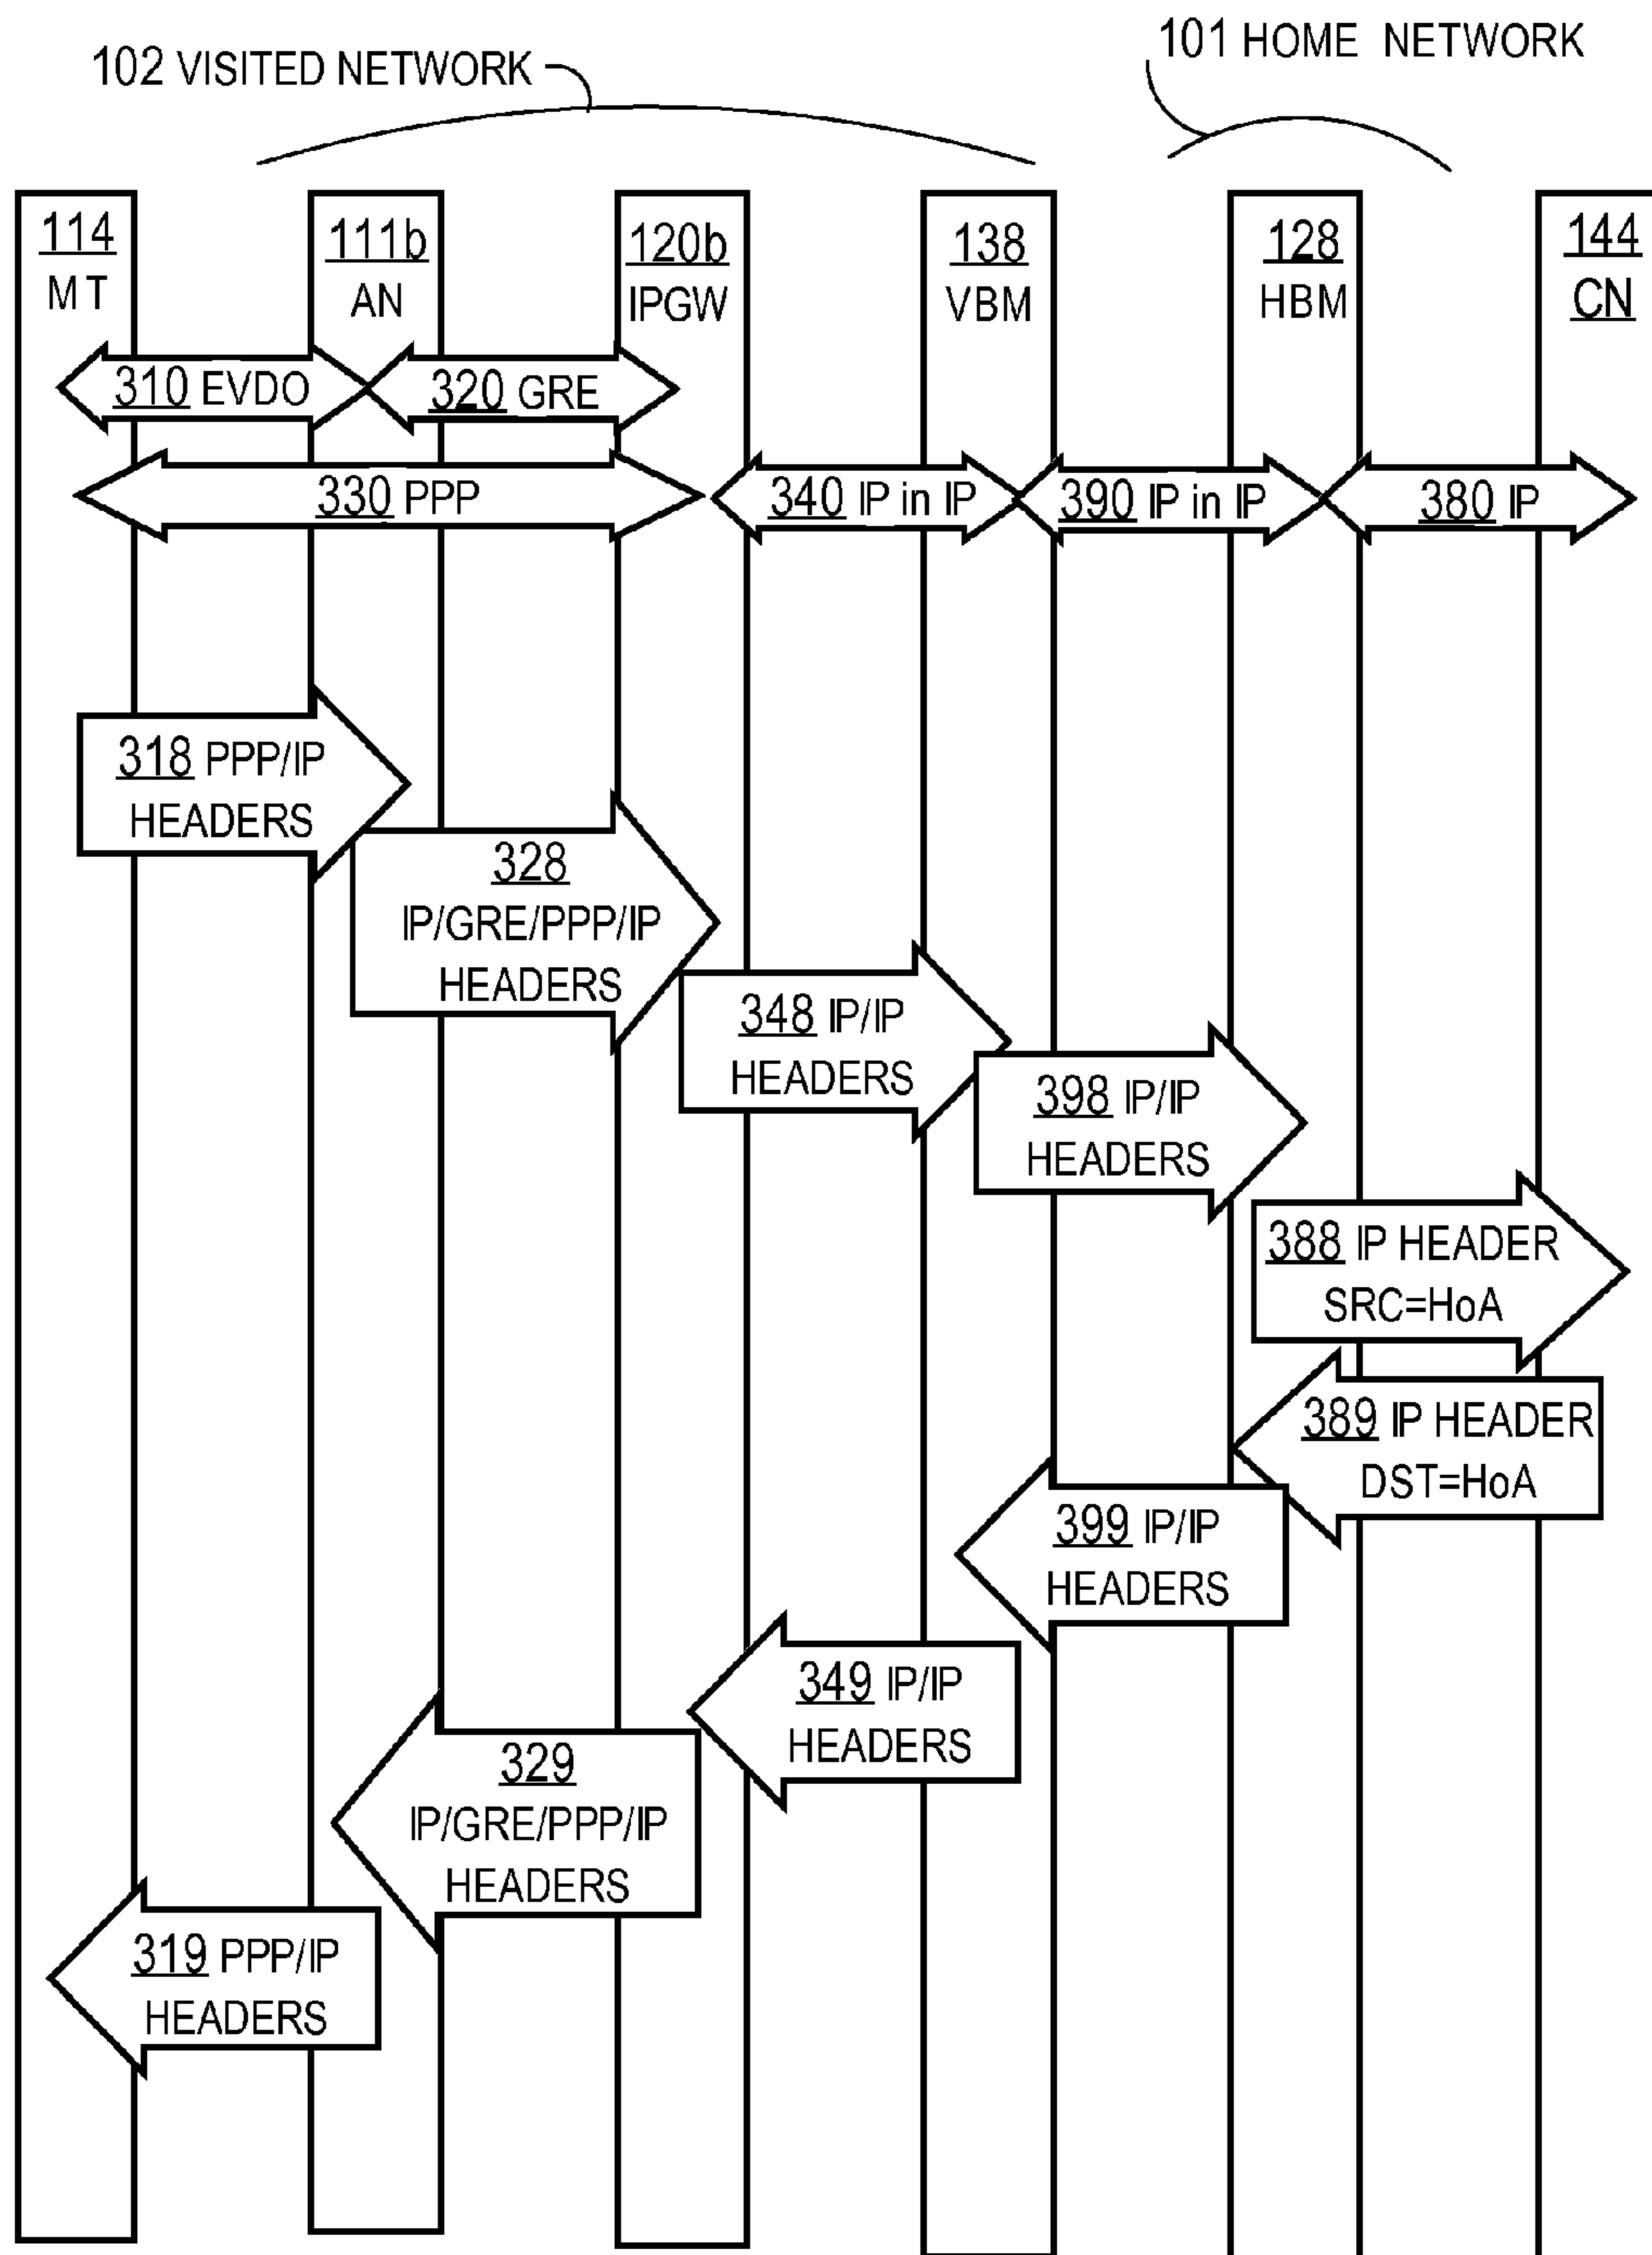 101 HOME NETWORK
102 VISITED NETWORK
114
MT
111b
AN
120b
IPGW
138
VBM
128
HBM
144
CN
310 EVDO
320 GRE
330 PPP
340 IP in IP
390 IP in IP
380 IP
318 PPP/IP
HEADERS
328
IP/GRE/PPP/IP
HEADERS
348 IP/IP
HEADERS
398 IP/IP
HEADERS
388 IP HEADER
SRC=HoA
389 IP HEADER
DST=HoA
399 IP/IP
HEADERS
349 IP/IP
HEADERS
329
IP/GRE/PPP/IP
HEADERS
319 PPP/IP
HEADERS